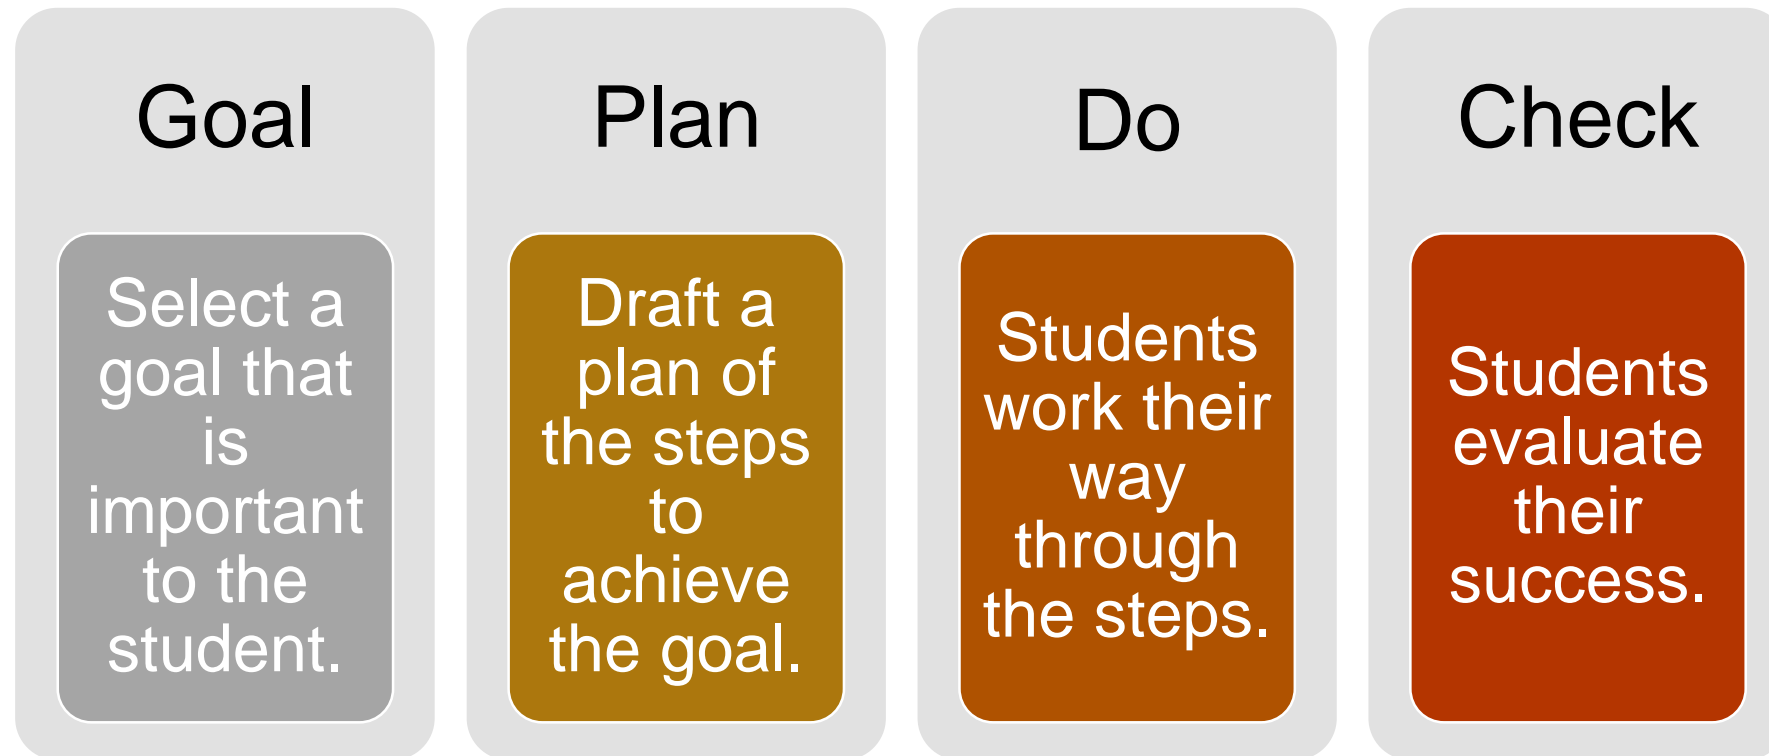 Goal
Select a
goal that
is
important
to the
student.
Plan
Draft a
plan of
the steps
to
achieve
the goal.
Do
Students
work their
way
through
the steps.
Check
Students
evaluate
their
success.